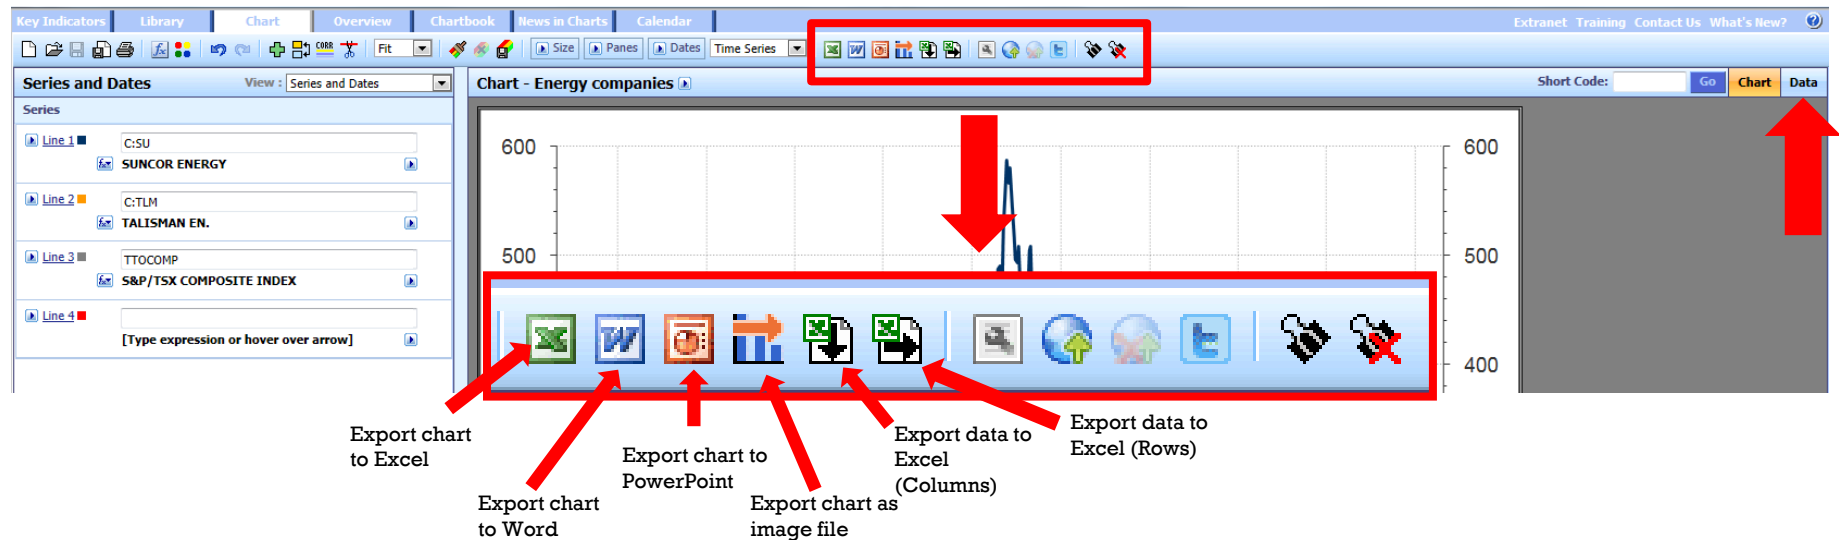 Key Indicators Library Chart Overview Chartbook News in Charts Calendar Extranet Training Contact Us What's New? ?
fx CORR Fit Size Panes Dates Time Series
Series and Dates View : Series and Dates Chart - Energy companies Short Code: Go Chart Data
Series
Line 1 C:SU
SUNCOR ENERGY
Line 2 C:TLM
TALISMAN EN.
Line 3 TTOCOMP
S&P/TSX COMPOSITE INDEX
Line 4
[Type expression or hover over arrow]
600 600
500 500
400
Export chart
to Excel
Export chart
to Word
Export chart to
PowerPoint
Export chart as
image file
Export data to
Excel
(Columns)
Export data to
Excel (Rows)